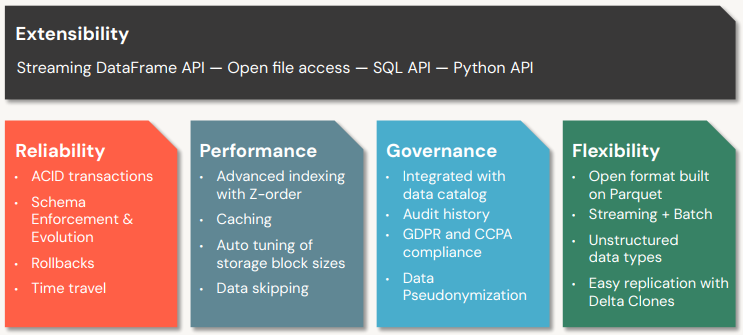 Extensibility
Streaming DataFrame API — Open file access — SQL API — Python API
Reliability
• ACID transactions
• Schema
Enforcement &
Evolution
• Rollbacks
• Time travel
Performance
• Advanced indexing
with Z-order
• Caching
• Auto tuning of
storage block sizes
• Data skipping
Governance
• Integrated with
data catalog
• Audit history
• GDPR and CCPA
compliance
• Data
Pseudonymization
Flexibility
• Open format built
on Parquet
• Streaming + Batch
• Unstructured
data types
• Easy replication with
Delta Clones